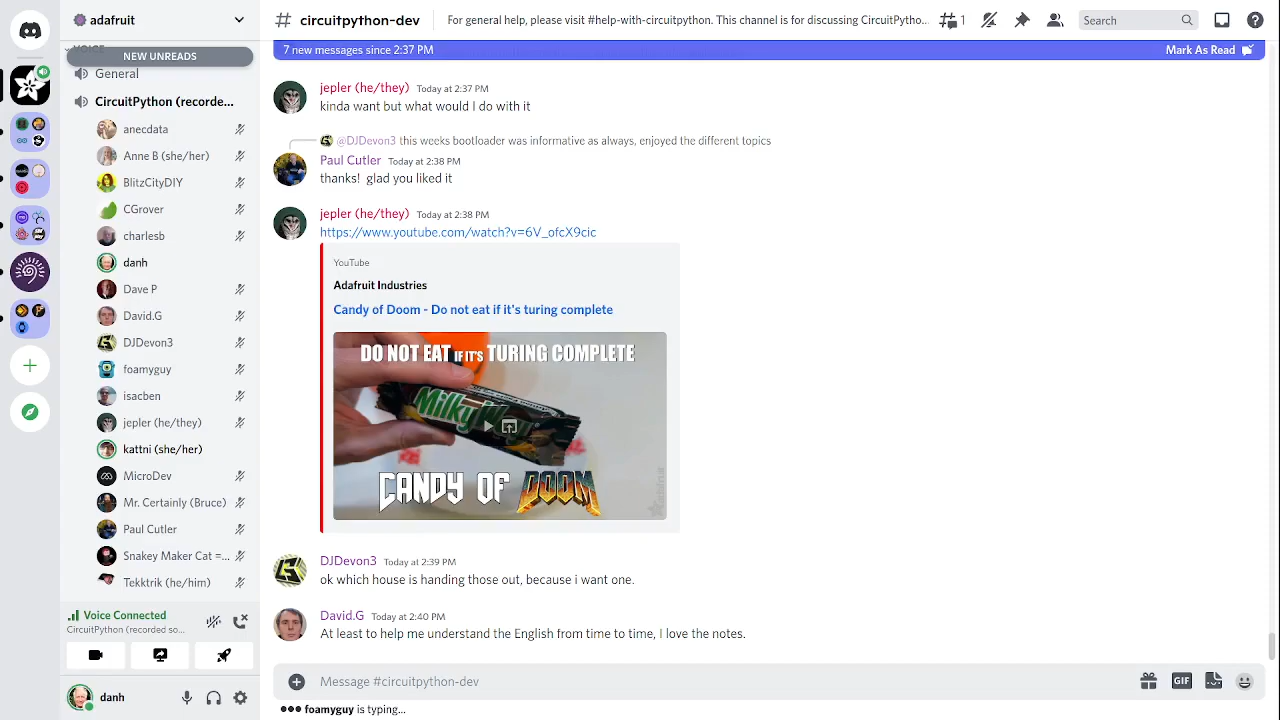 adafruit
# circuitpython-dev
For general help, please visit #help-with-circuitpython. This channel is for discussing CircuitPytho...
1
Search
VOICE
NEW UNREADS
General
CircuitPython (recorde...
anecdata
Anne B (she/her)
BlitzCityDIY
CGrover
charlesb
danh
Dave P
David.G
DJDevon3
foamyguy
isacben
jepler (he/they)
kattni (she/her)
MicroDev
Mr. Certainly (Bruce)
Paul Cutler
Snakey Maker Cat =...
Tekktrik (he/him)
Voice Connected
CircuitPython (recorded so...
danh
7 new messages since 2:37 PM
Mark As Read
jepler (he/they) Today at 2:37 PM
kinda want but what would I do with it
@DJDevon3 this weeks bootloader was informative as always, enjoyed the different topics
Paul Cutler Today at 2:38 PM
thanks! glad you liked it
jepler (he/they) Today at 2:38 PM
https://www.youtube.com/watch?v=6V_ofcX9cic
YouTube
Adafruit Industries
Candy of Doom - Do not eat if it's turing complete
DO NOT EAT IF IT'S TURING COMPLETE
Milky Way
CANDY OF DOOM
adafruit
DJDevon3 Today at 2:39 PM
ok which house is handing those out, because i want one.
David.G Today at 2:40 PM
At least to help me understand the English from time to time, I love the notes.
Message #circuitpython-dev
GIF
foamyguy is typing...